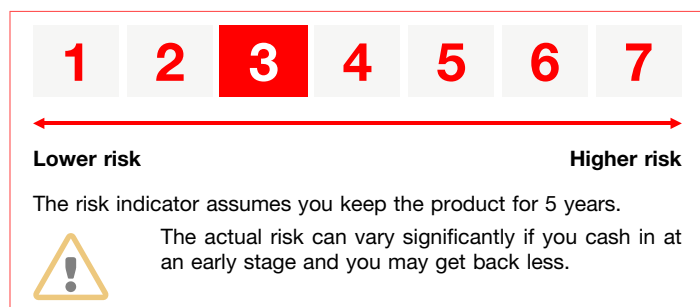 1 2 3 4 5 6 7
Lower risk Higher risk
The risk indicator assumes you keep the product for 5 years.
The actual risk can vary significantly if you cash in at
an early stage and you may get back less.